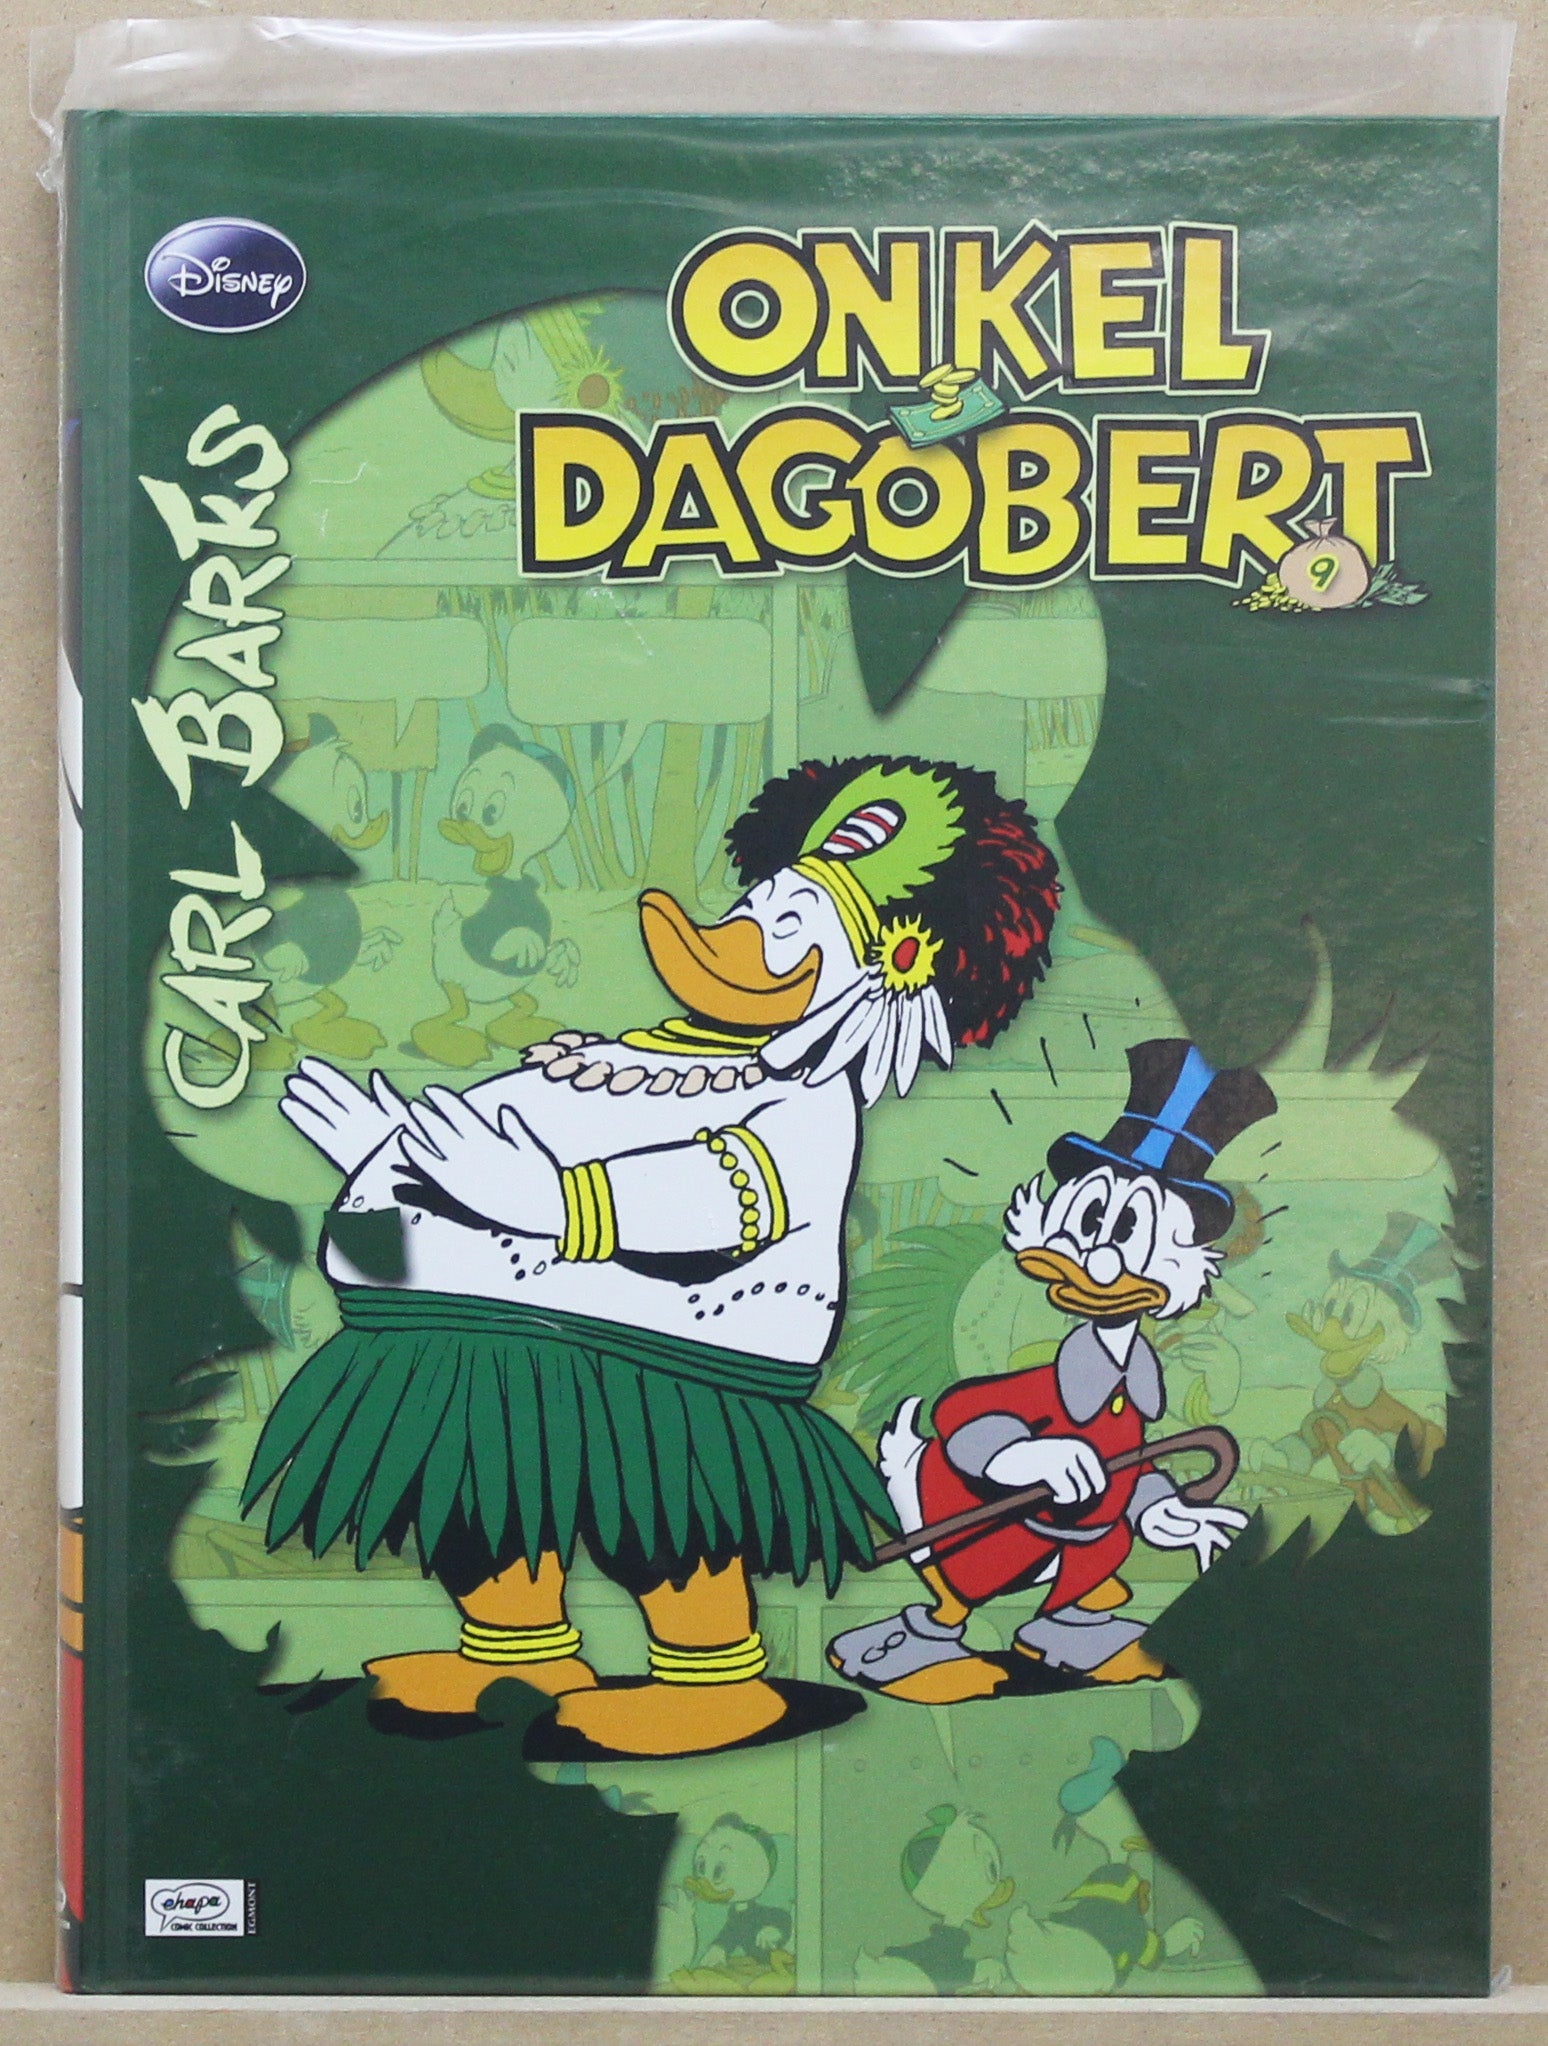 Disney
ONKEL
DAGOBERT
9
CARL BARKS
ehapa
COMIC COLLECTION
EGMONT